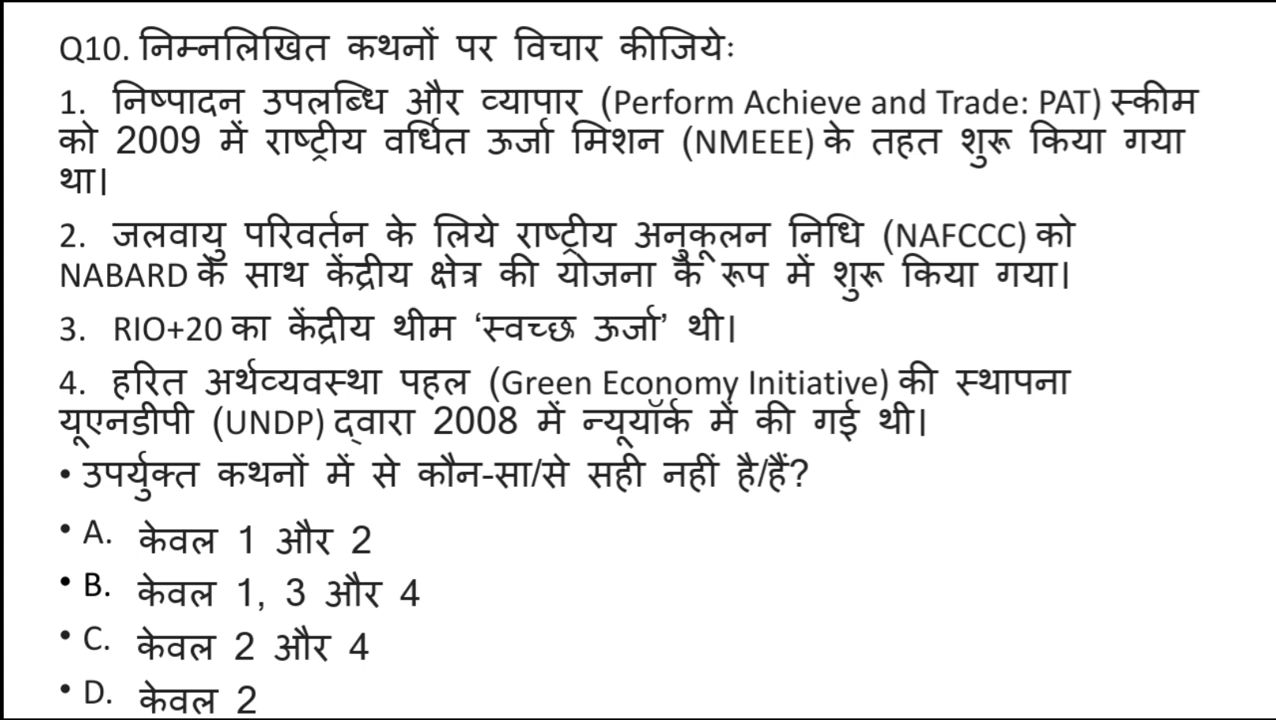 Q10. निम्नलिखित कथनों पर विचार कीजियेः
1. निष्पादन उपलब्धि और व्यापार (Perform Achieve and Trade: PAT) स्कीम
को 2009 में राष्ट्रीय वर्धित ऊर्जा मिशन (NMEEE) के तहत शुरू किया गया
था।
2. जलवायु परिवर्तन के लिये राष्ट्रीय अनुकूलन निधि (NAFCCC) को
NABARD के साथ केंद्रीय क्षेत्र की योजना के रूप में शुरू किया गया।
3. RIO+20 का केंद्रीय थीम ‘स्वच्छ ऊर्जा’ थी।
4. हरित अर्थव्यवस्था पहल (Green Economy Initiative) की स्थापना
यूएनडीपी (UNDP) द्वारा 2008 में न्यूयॉर्क में की गई थी।
• उपर्युक्त कथनों में से कौन-सा/से सही नहीं है/हैं?
• A. केवल 1 और 2
• B. केवल 1, 3 और 4
• C. केवल 2 और 4
• D. केवल 2